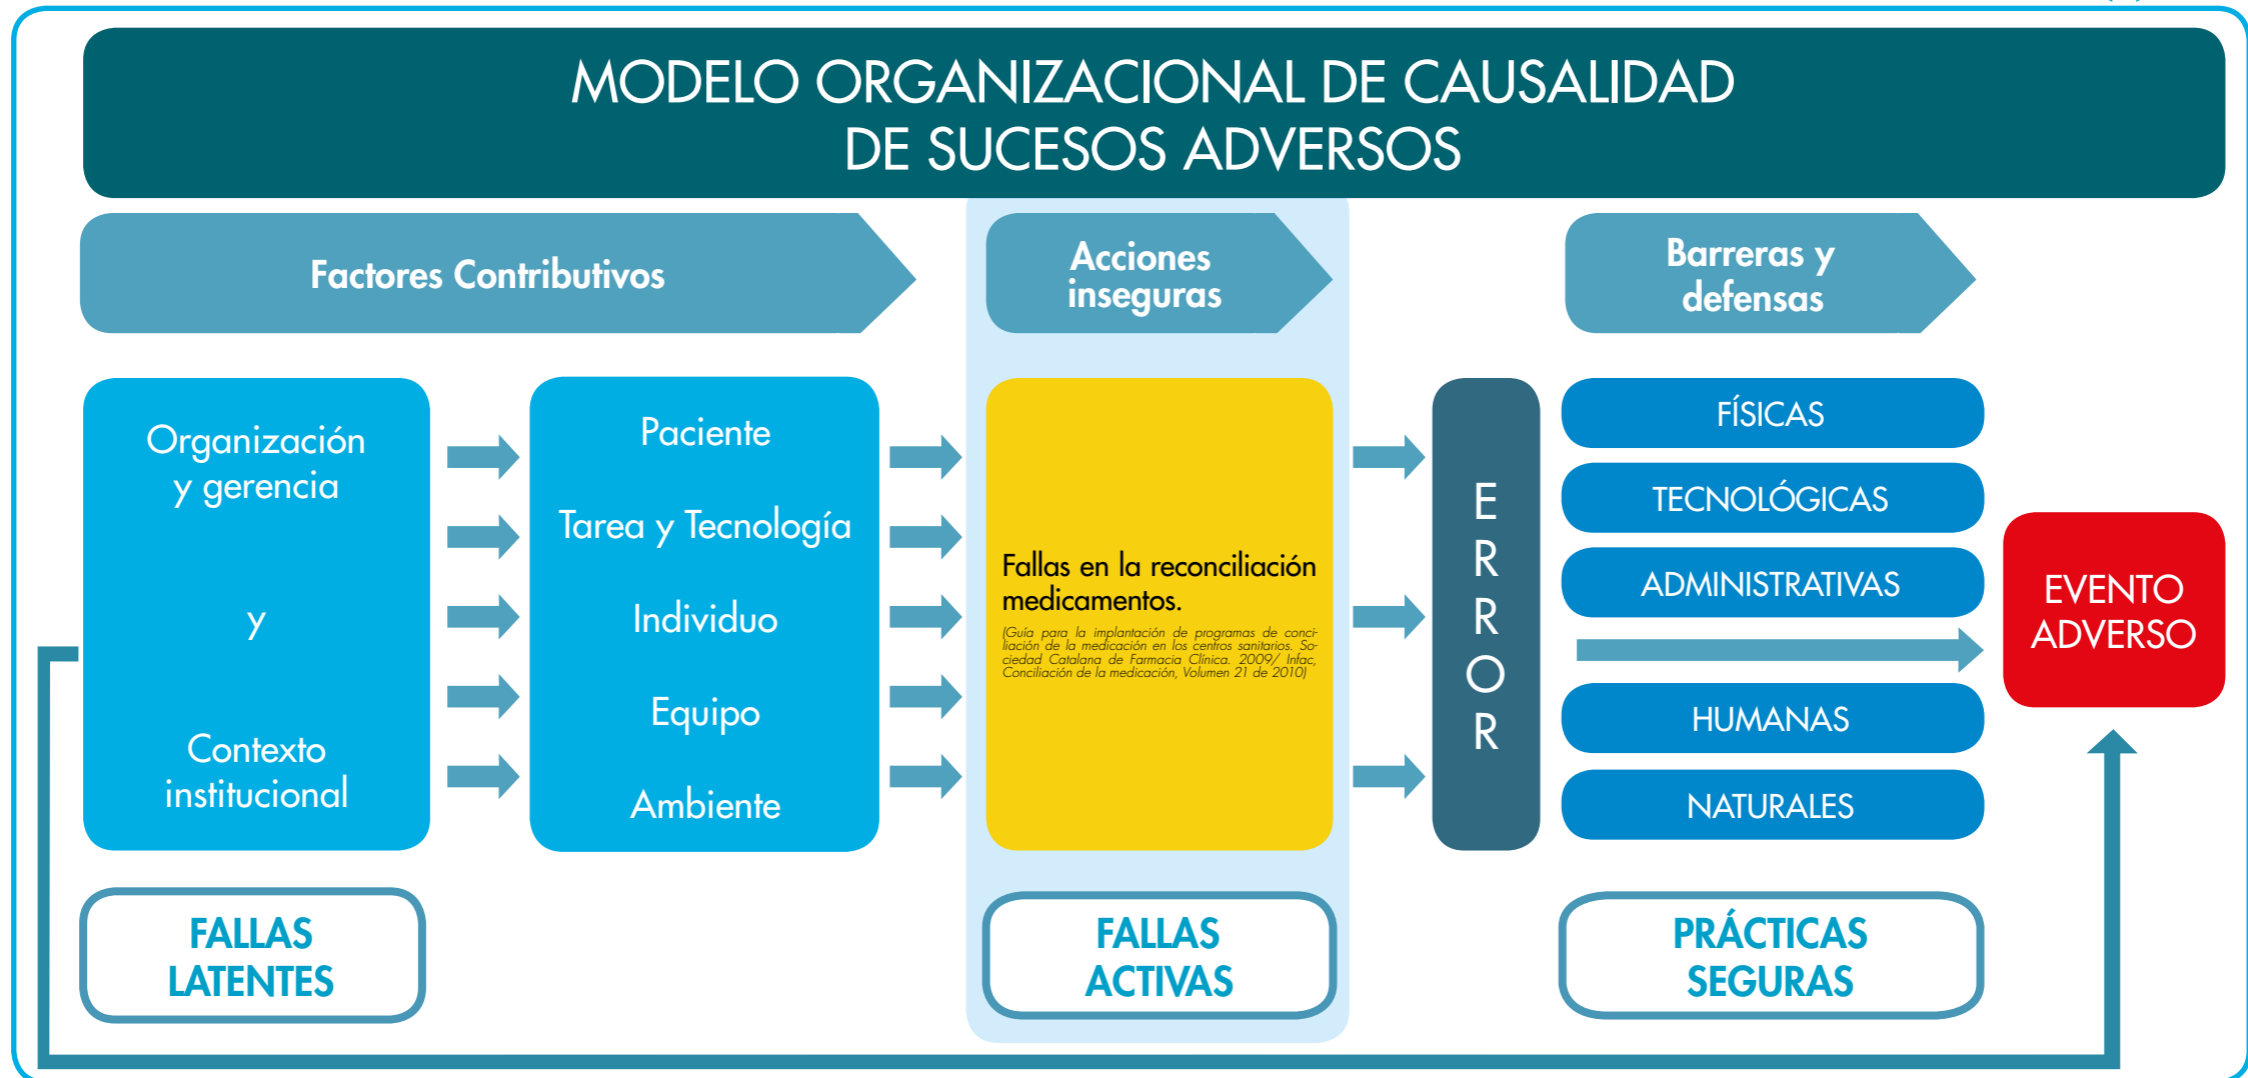 MODELO ORGANIZACIONAL DE CAUSALIDAD
DE SUCESOS ADVERSOS
Factores Contributivos
Acciones
inseguras
Barreras y
defensas
Organización
y gerencia
y
Contexto
institucional
Paciente
Tarea y Tecnología
Individuo
Equipo
Ambiente
Fallas en la reconciliación
medicamentos.
(Guía para la implantación de programas de conci-
liación de la medicación en los centros sanitarios. So-
ciedad Catalana de Farmacia Clínica. 2009/ Infac,
Conciliación de la medicación, Volumen 21 de 2010)
E
R
R
O
R
FÍSICAS
TECNOLÓGICAS
ADMINISTRATIVAS
HUMANAS
NATURALES
EVENTO
ADVERSO
FALLAS
LATENTES
FALLAS
ACTIVAS
PRÁCTICAS
SEGURAS